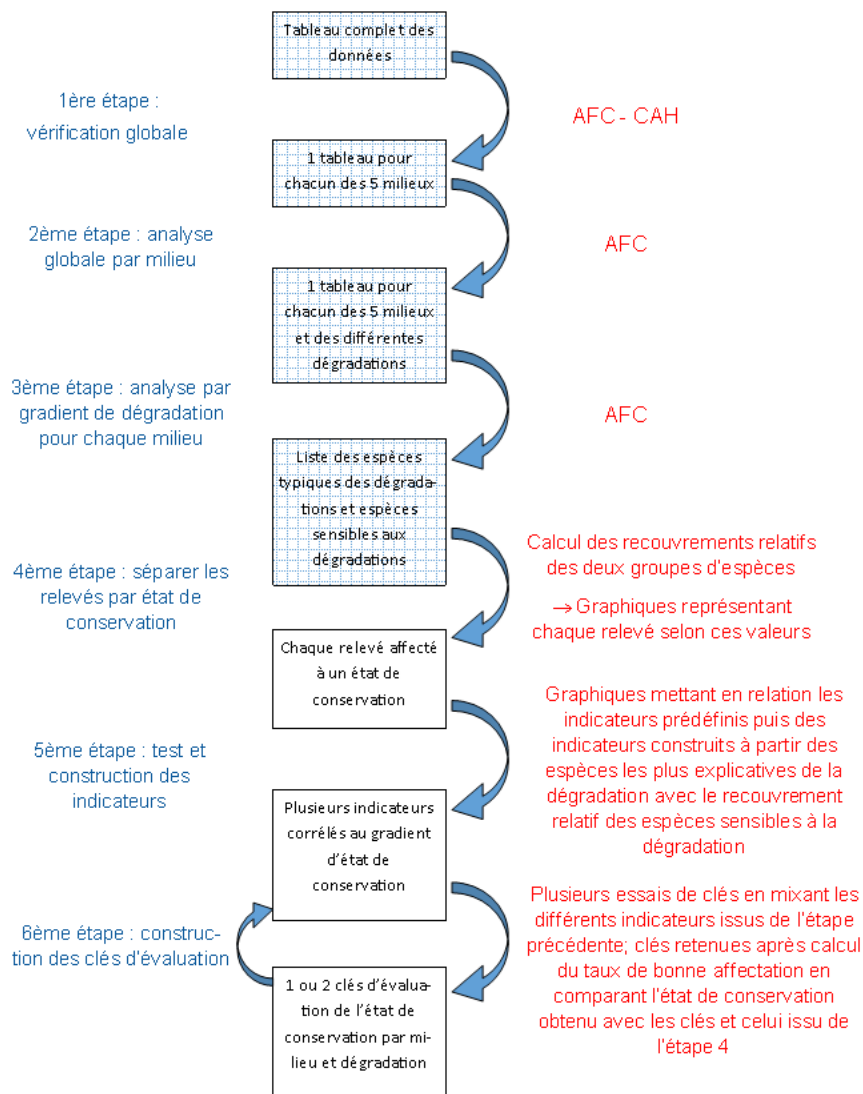 Tableau complet des
données
1ère étape :
vérification globale
AFC - CAH
1 tableau pour
chacun des 5 milieux
2ème étape : analyse
globale par milieu
AFC
1 tableau pour
chacun des 5 milieux
et des différentes
dégradations
3ème étape : analyse par
gradient de dégradation
pour chaque milieu
AFC
Liste des espèces
typiques des dégrada-
tions et espèces
sensibles aux
dégradations
4ème étape : séparer les
relevés par état de
conservation
Calcul des recouvrements relatifs
des deux groupes d'espèces
→ Graphiques représentant
chaque relevé selon ces valeurs
Chaque relevé affecté
à un état de
conservation
5ème étape : test et
construction des
indicateurs
Graphiques mettant en relation les
indicateurs prédéfinis puis des
indicateurs construits à partir des
espèces les plus explicatives de la
dégradation avec le recouvrement
relatif des espèces sensibles à la
dégradation
Plusieurs indicateurs
corrélés au gradient
d'état de
conservation
6ème étape : construc-
tion des clés d'évaluation
Plusieurs essais de clés en mixant les
différents indicateurs issus de l'étape
précédente; clés retenues après calcul
du taux de bonne affectation en
comparant l'état de conservation
obtenu avec les clés et celui issu de
l'étape 4
1 ou 2 clés d'évalua-
tion de l'état de
conservation par mi-
lieu et dégradation